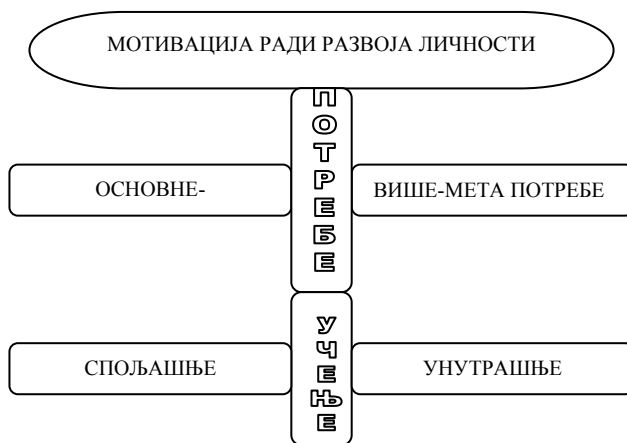 МОТИВАЦИЈА РАДИ РАЗВОЈА ЛИЧНОСТИ
ПОТРЕБЕ
ОСНОВНЕ-
ВИШЕ-МЕТА ПОТРЕБЕ
УЧЕЊЕ
СПОЉАШЊЕ
УНУТРАШЊЕ